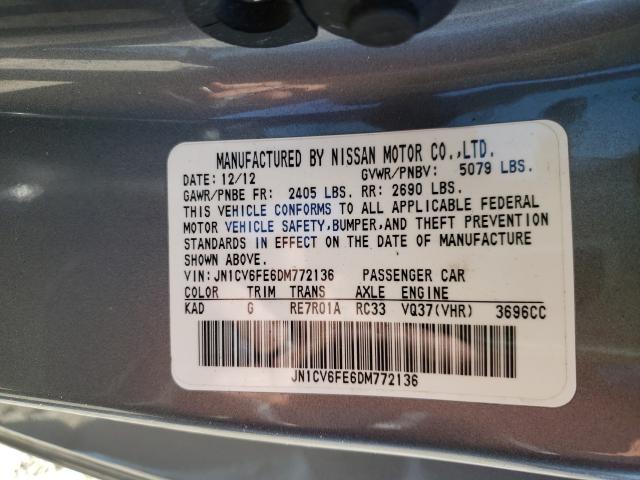 MANUFACTURED BY NISSAN MOTOR CO.,LTD.
DATE: 12/12 GVWR/PNBV: 5079 LBS.
GAWR/PNBE FR: 2405 LBS. RR: 2690 LBS.
THIS VEHICLE CONFORMS TO ALL APPLICABLE FEDERAL
MOTOR VEHICLE SAFETY,BUMPER,AND THEFT PREVENTION
STANDARDS IN EFFECT ON THE DATE OF MANUFACTURE
SHOWN ABOVE.
VIN: JN1CV6FE6DM772136 PASSENGER CAR
COLOR TRIM TRANS AXLE ENGINE
KAD G RE7R01A RC33 VQ37(VHR) 3696CC
JN1CV6FE6DM772136